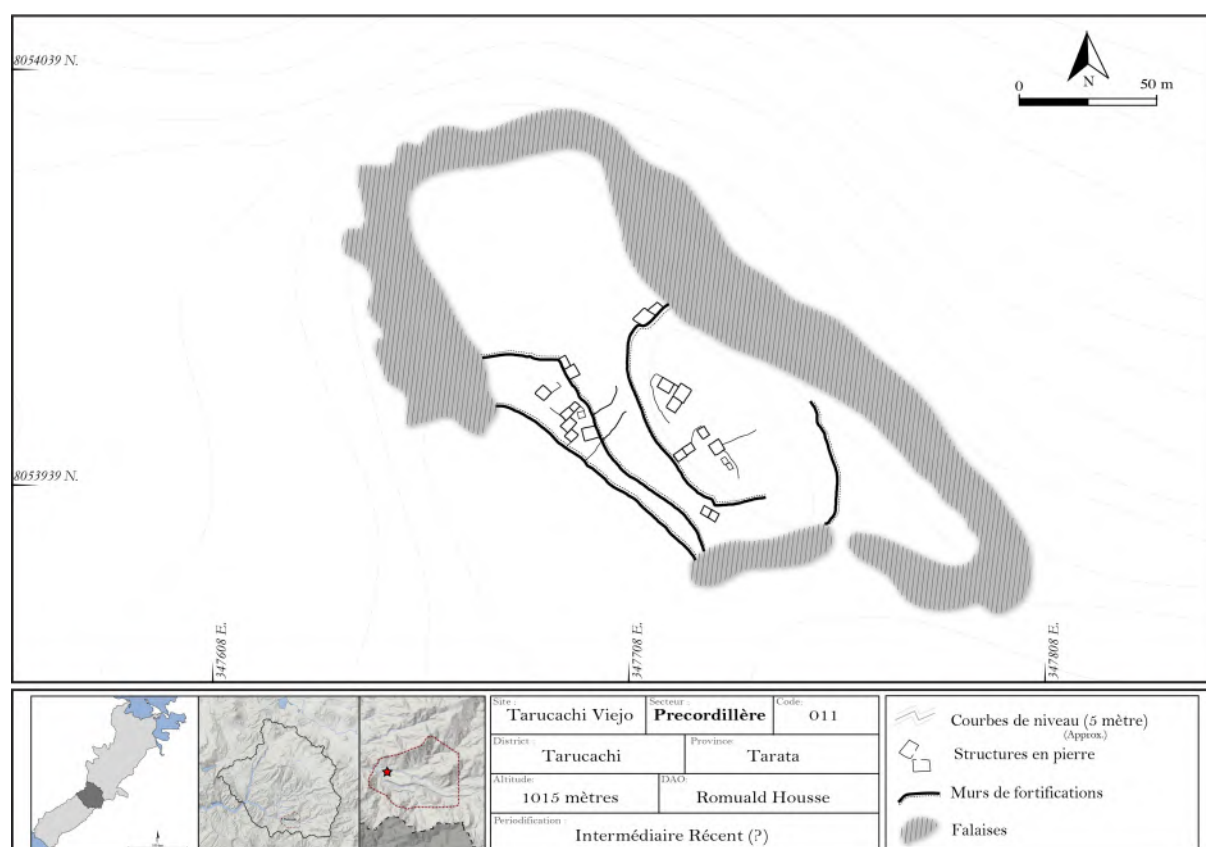 8054039 N.
N
0 50 m
8053939 N.
347608 E.
347708 E.
347808 E.
Site :
Tarucachi Viejo
Secteur :
Precordillère
Code:
011
District :
Tarucachi
Province:
Tarata
Altitude:
1015 mètres
DAO:
Romuald Housse
Periodification :
Intermédiaire Récent (?)
Courbes de niveau (5 mètre)
(Approx.)
Structures en pierre
Murs de fortifications
Falaises